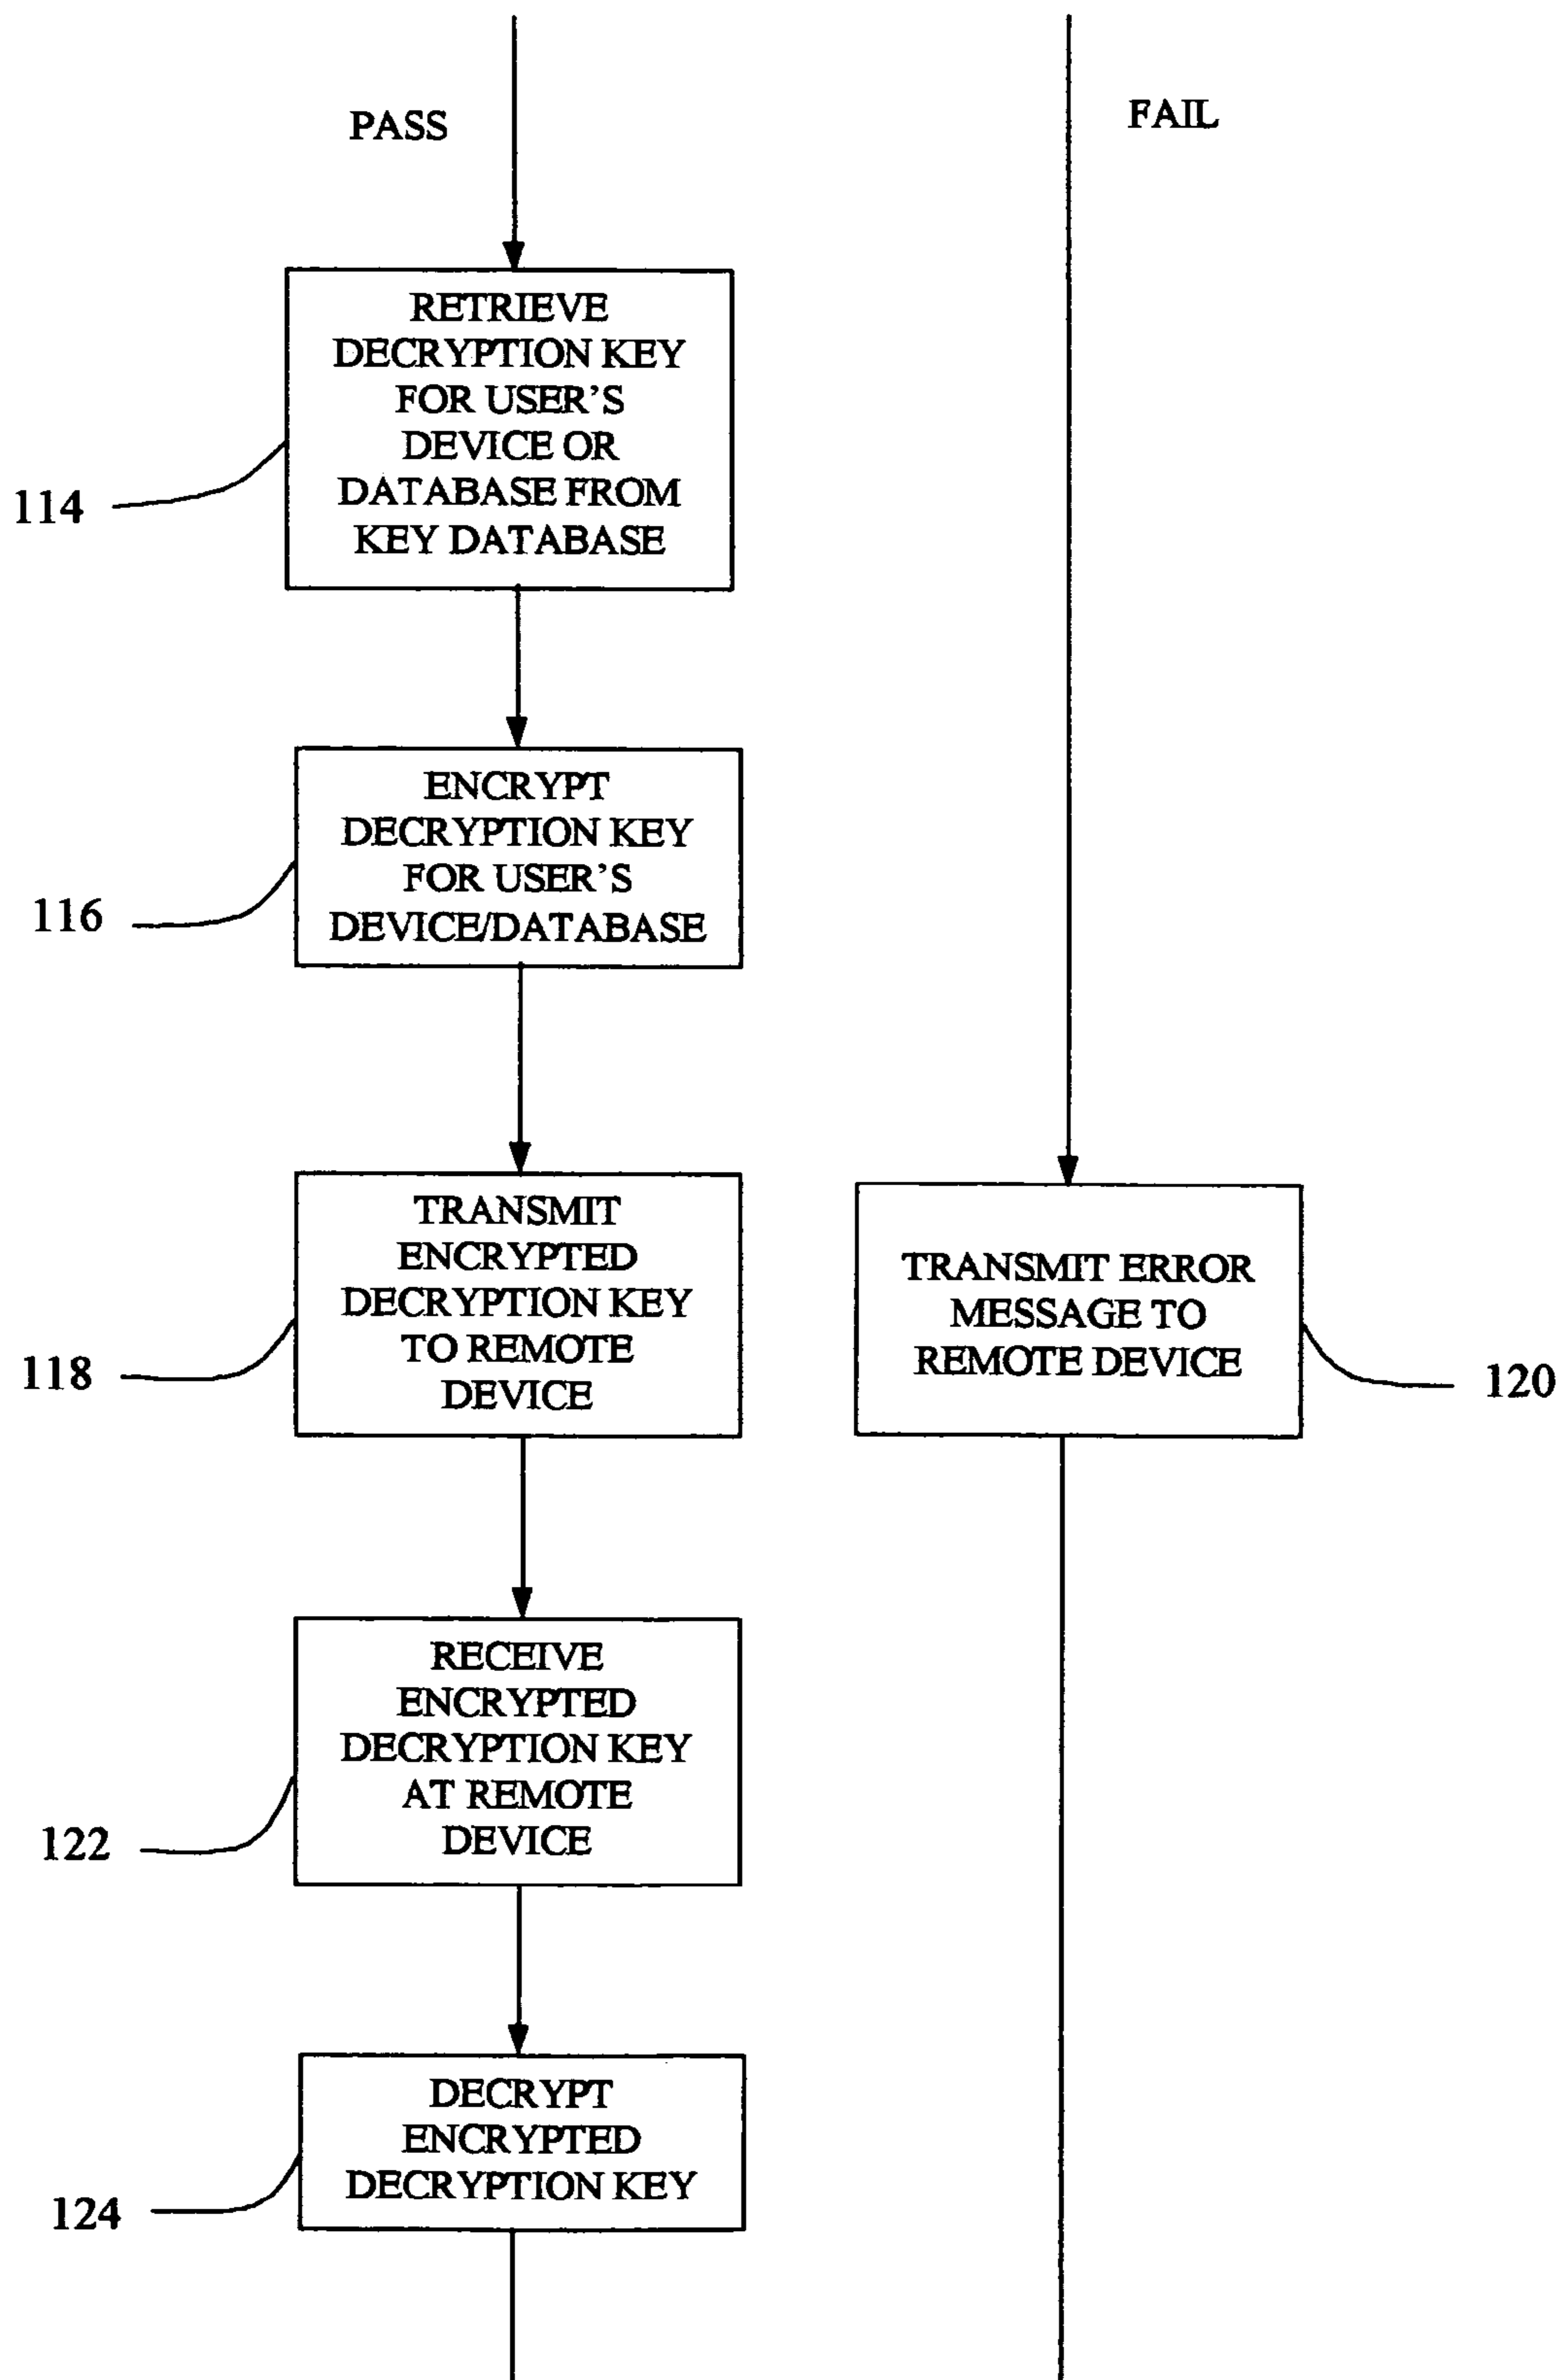 PASS
FAIL
RETRIEVE
DECRYPTION KEY
FOR USER'S
DEVICE OR
DATABASE FROM
KEY DATABASE
114
ENCRYPT
DECRYPTION KEY
FOR USER'S
DEVICE/DATABASE
116
TRANSMIT
ENCRYPTED
DECRYPTION KEY
TO REMOTE
DEVICE
118
TRANSMIT ERROR
MESSAGE TO
REMOTE DEVICE
120
RECEIVE
ENCRYPTED
DECRYPTION KEY
AT REMOTE
DEVICE
122
DECRYPT
ENCRYPTED
DECRYPTION KEY
124